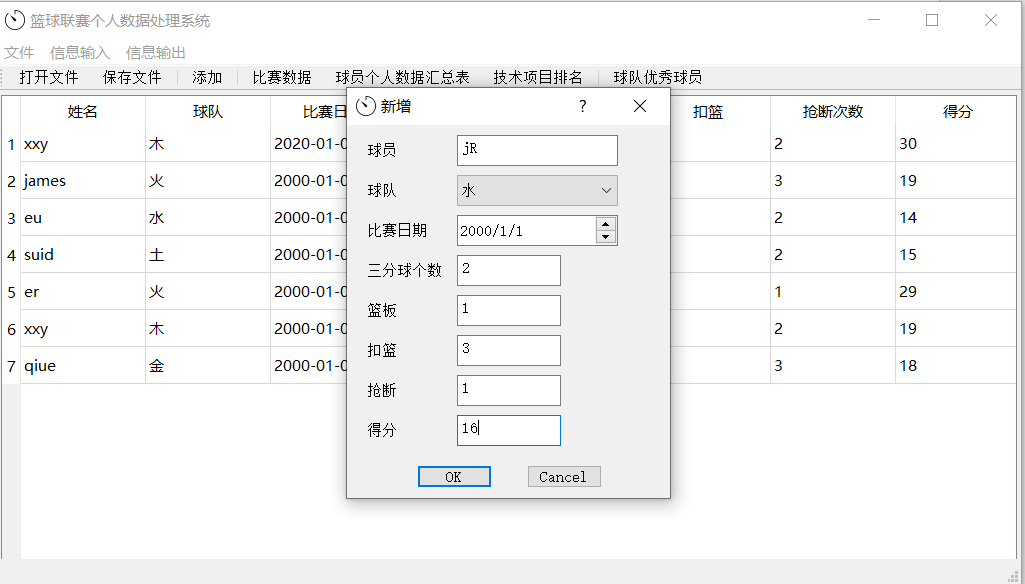 篮球联赛个人数据处理系统
文件 信息输入 信息输出
打开文件 保存文件 添加 比赛数据 球员个人数据汇总表 技术项目排名 球队优秀球员
姓名 球队 比赛日 扣篮 抢断次数 得分
1 xxy 木 2020-01-0 2 30
2 james 火 2000-01-0 3 19
3 eu 水 2000-01-0 2 14
4 suid 土 2000-01-0 2 15
5 er 火 2000-01-0 1 29
6 xxy 木 2000-01-0 2 19
7 qiue 金 2000-01-0 3 18
新增 ?
球员 jR
球队 水
比赛日期 2000/1/1
三分球个数 2
篮板 1
扣篮 3
抢断 1
得分 16
OK Cancel